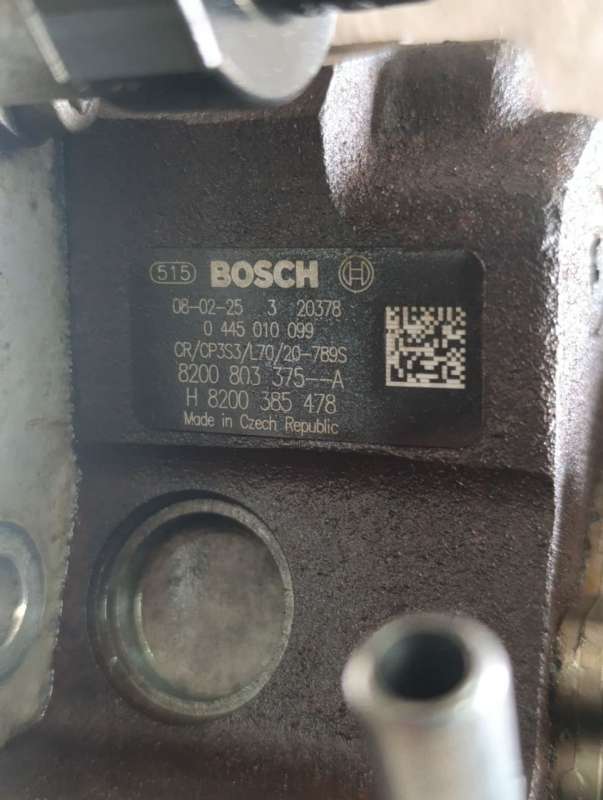 515 BOSCH
08-02-25 3 20378
0 445 010 099
CR/CP3S3/L70/20-789S
8200 803 375--A
H 8200 385 478
Made in Czech Republic